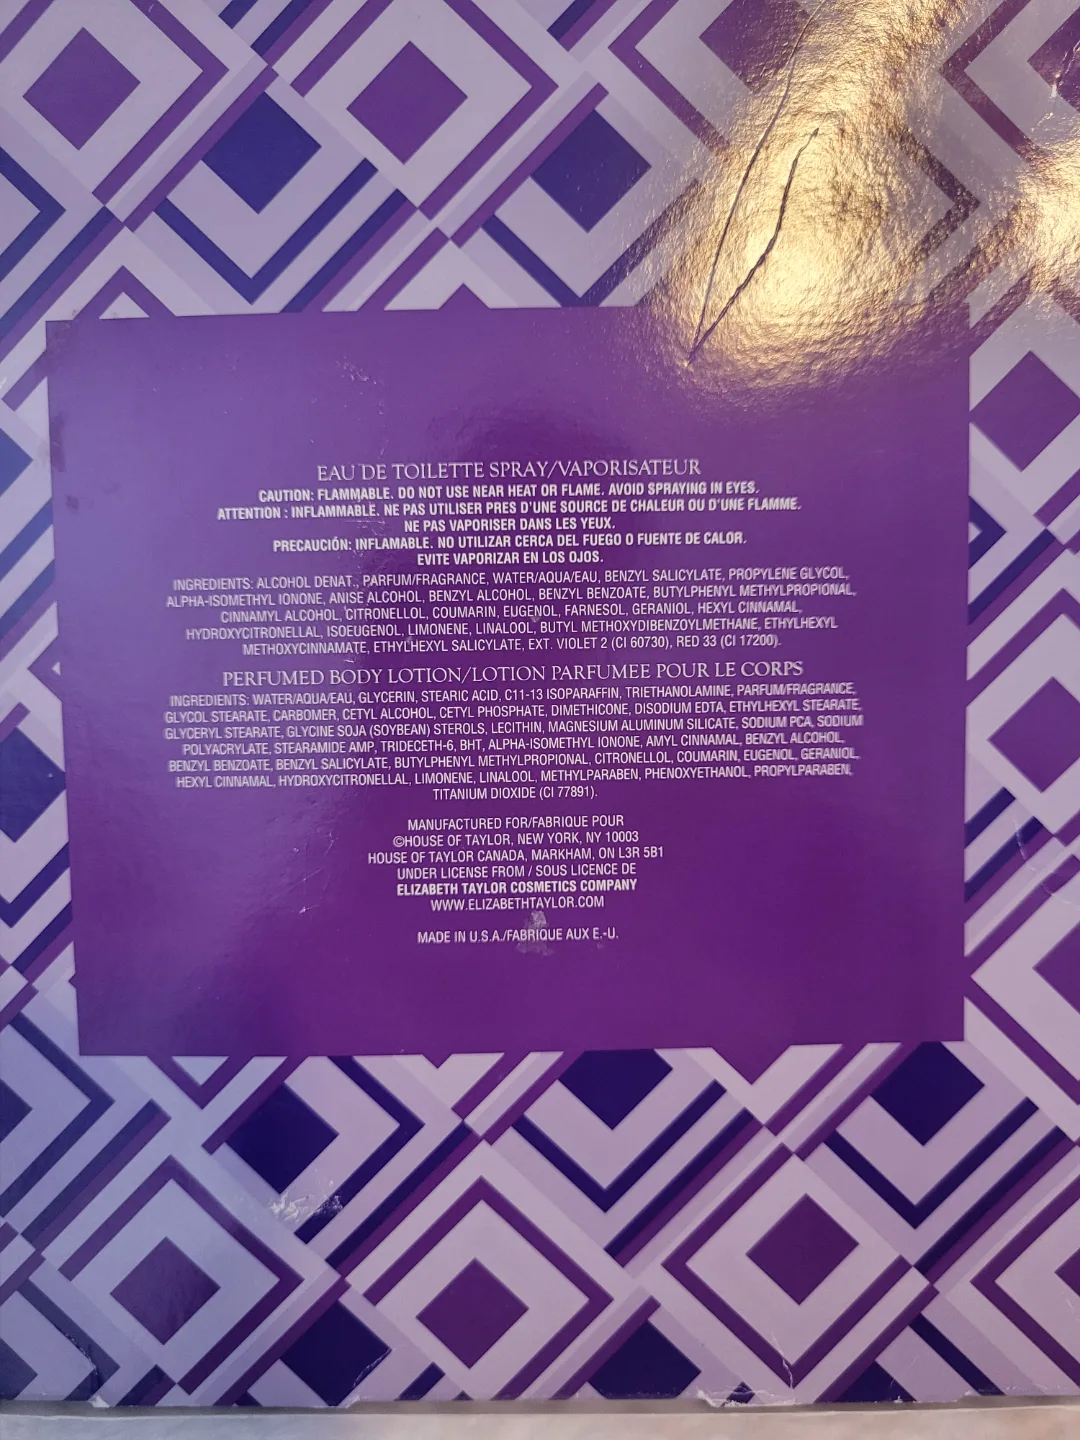 EAU DE TOILETTE SPRAY/VAPORISATEUR
CAUTION: FLAMMABLE. DO NOT USE NEAR HEAT OR FLAME. AVOID SPRAYING IN EYES.
ATTENTION : INFLAMMABLE. NE PAS UTILISER PRES D'UNE SOURCE DE CHALEUR OU D'UNE FLAMME.
NE PAS VAPORISER DANS LES YEUX.
PRECAUCIÓN: INFLAMABLE. NO UTILIZAR CERCA DEL FUEGO O FUENTE DE CALOR.
EVITE VAPORIZAR EN LOS OJOS.
INGREDIENTS: ALCOHOL DENAT., PARFUM/FRAGRANCE, WATER/AQUA/EAU, BENZYL SALICYLATE, PROPYLENE GLYCOL,
ALPHA-ISOMETHYL IONONE, ANISE ALCOHOL, BENZYL ALCOHOL, BENZYL BENZOATE, BUTYLPHENYL METHYLPROPIONAL,
CINNAMYL ALCOHOL, CITRONELLOL, COUMARIN, EUGENOL, FARNESOL, GERANIOL, HEXYL CINNAMAL,
HYDROXYCITRONELLAL, ISOEUGENOL, LIMONENE, LINALOOL, BUTYL METHOXYDIBENZOYLMETHANE, ETHYLHEXYL
METHOXYCINNAMATE, ETHYLHEXYL SALICYLATE, EXT. VIOLET 2 (CI 60730), RED 33 (CI 17200).
PERFUMED BODY LOTION/LOTION PARFUMEE POUR LE CORPS
INGREDIENTS: WATER/AQUA/EAU, GLYCERIN, STEARIC ACID, C11-13 ISOPARAFFIN, TRIETHANOLAMINE, PARFUM/FRAGRANCE,
GLYCOL STEARATE, CARBOMER, CETYL ALCOHOL, CETYL PHOSPHATE, DIMETHICONE, DISODIUM EDTA, ETHYLHEXYL STEARATE,
GLYCERYL STEARATE, GLYCINE SOJA (SOYBEAN) STEROLS, LECITHIN, MAGNESIUM ALUMINUM SILICATE, SODIUM PCA, SODIUM
POLYACRYLATE, STEARAMIDE AMP, TRIDECETH-6, BHT, ALPHA-ISOMETHYL IONONE, AMYL CINNAMAL, BENZYL ALCOHOL,
BENZYL BENZOATE, BENZYL SALICYLATE, BUTYLPHENYL METHYLPROPIONAL, CITRONELLOL, COUMARIN, EUGENOL, GERANIOL,
HEXYL CINNAMAL, HYDROXYCITRONELLAL, LIMONENE, LINALOOL, METHYLPARABEN, PHENOXYETHANOL, PROPYLPARABEN,
TITANIUM DIOXIDE (CI 77891).
MANUFACTURED FOR/FABRIQUE POUR
©HOUSE OF TAYLOR, NEW YORK, NY 10003
HOUSE OF TAYLOR CANADA, MARKHAM, ON L3R 5B1
UNDER LICENSE FROM / SOUS LICENCE DE
ELIZABETH TAYLOR COSMETICS COMPANY
WWW.ELIZABETHTAYLOR.COM
MADE IN U.S.A./FABRIQUE AUX E.-U.